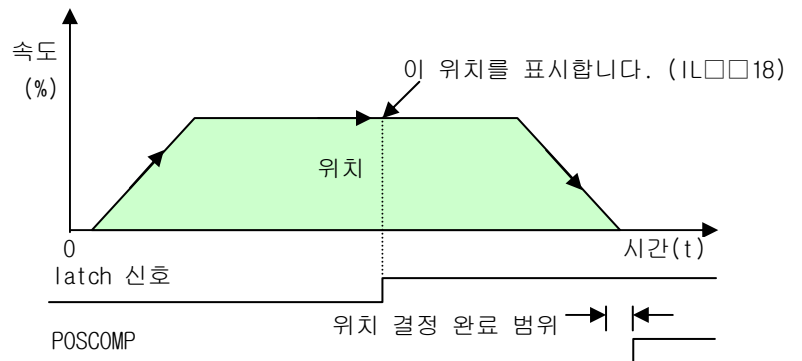 속도
(%)
이 위치를 표시합니다. (IL□□18)
위치
0
시간(t)
latch 신호
위치 결정 완료 범위
POSCOMP